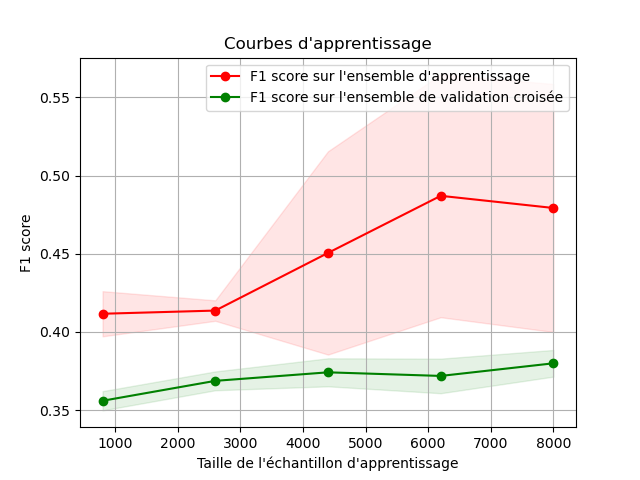 Courbes d'apprentissage
F1 score sur l'ensemble d'apprentissage
F1 score sur l'ensemble de validation croisée
F1 score
0.55
0.50
0.45
0.40
0.35
1000 2000 3000 4000 5000 6000 7000 8000
Taille de l'échantillon d'apprentissage